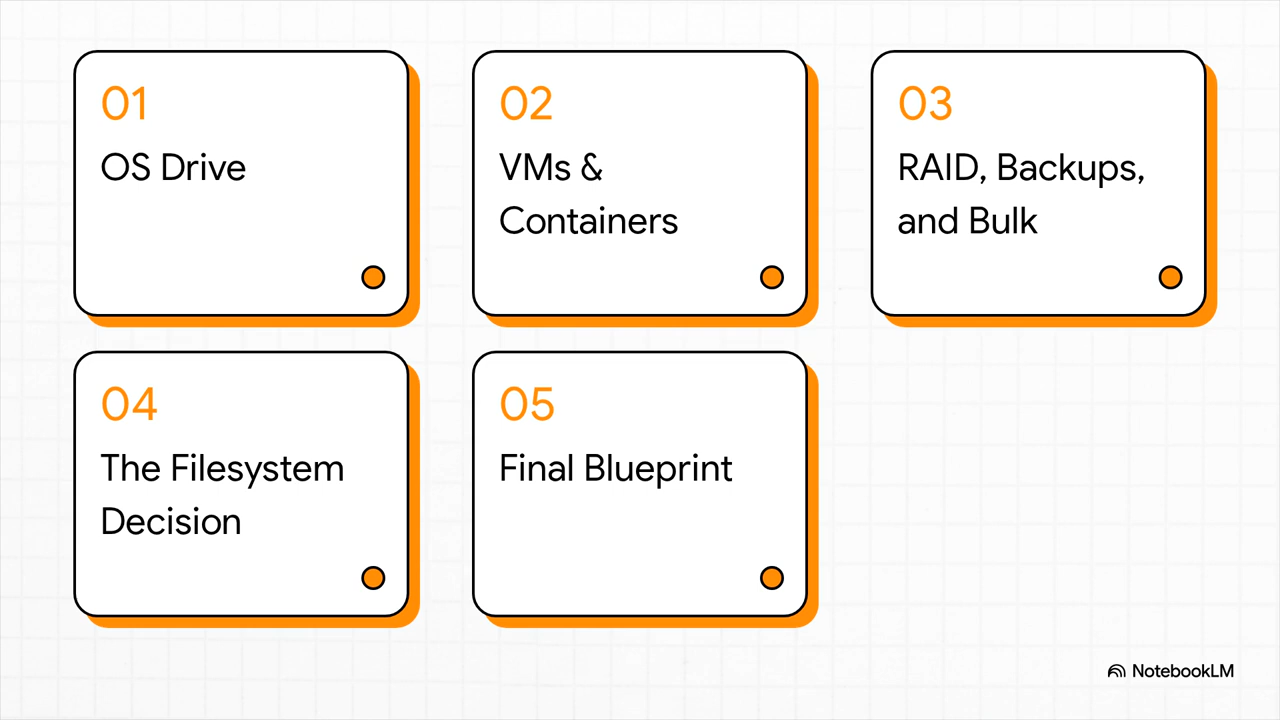 01
OS Drive
02
VMs &
Containers
03
RAID, Backups,
and Bulk
04
The Filesystem
Decision
05
Final Blueprint
NotebookLM